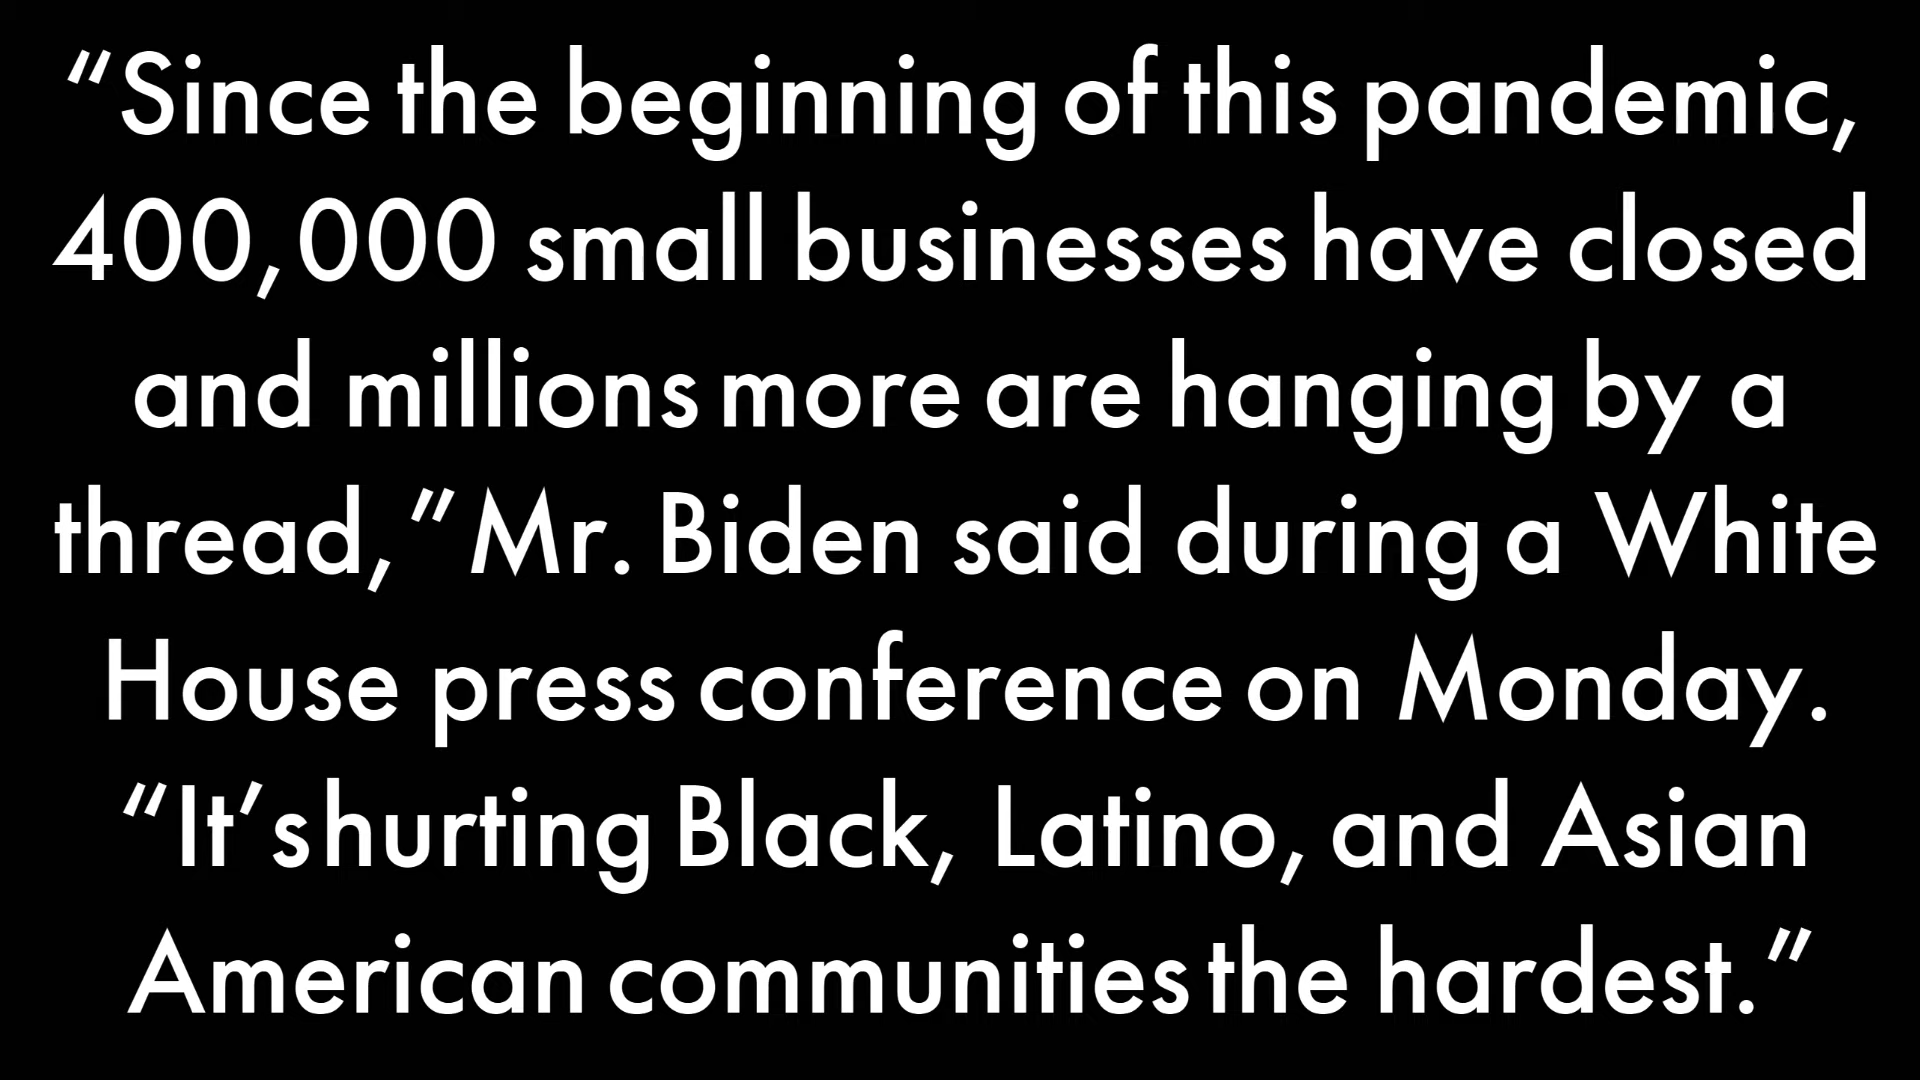 “Since the beginning of this pandemic,
400,000 small businesses have closed
and millions more are hanging by a
thread,” Mr. Biden said during a White
House press conference on Monday.
“It’s hurting Black, Latino, and Asian
American communities the hardest.”